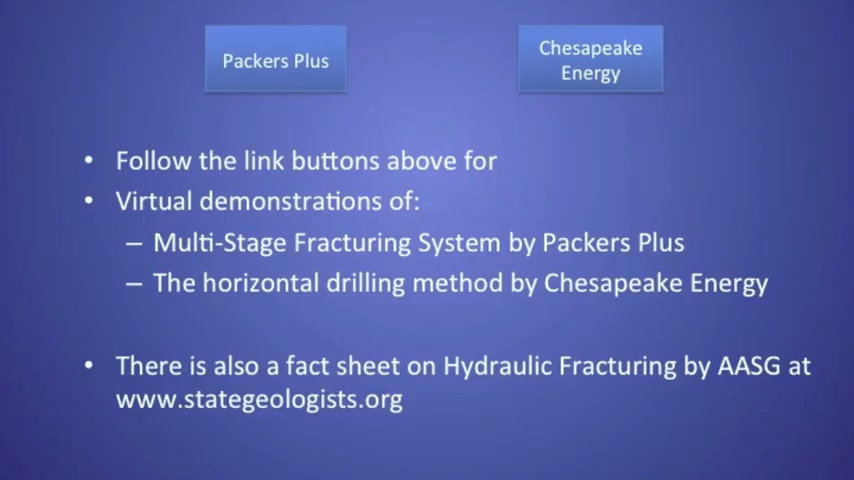 Packers Plus
Chesapeake
Energy
• Follow the link buttons above for
• Virtual demonstrations of:
– Multi-Stage Fracturing System by Packers Plus
– The horizontal drilling method by Chesapeake Energy
• There is also a fact sheet on Hydraulic Fracturing by AASG at
www.stategeologists.org